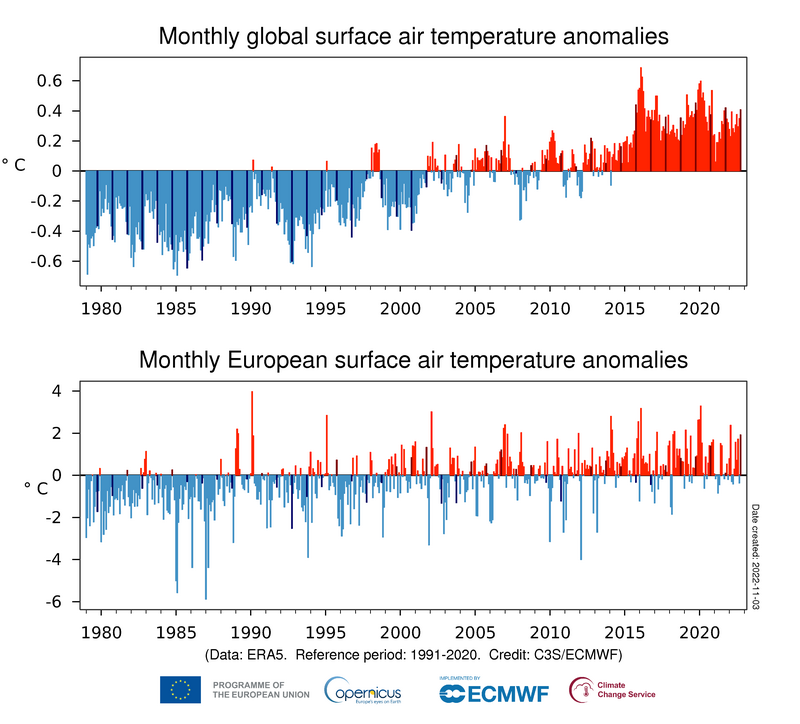 Monthly global surface air temperature anomalies
0.6
0.4
0.2
0
-0.2
-0.4
-0.6
° C
1980 1985 1990 1995 2000 2005 2010 2015 2020
Monthly European surface air temperature anomalies
4
2
0
-2
-4
-6
° C
1980 1985 1990 1995 2000 2005 2010 2015 2020
Date created: 2022-11-03
(Data: ERA5. Reference period: 1991-2020. Credit: C3S/ECMWF)
PROGRAMME OF
THE EUROPEAN UNION
opernicus
Europe's eyes on Earth
IMPLEMENTED BY
ECMWF
Climate
Change Service